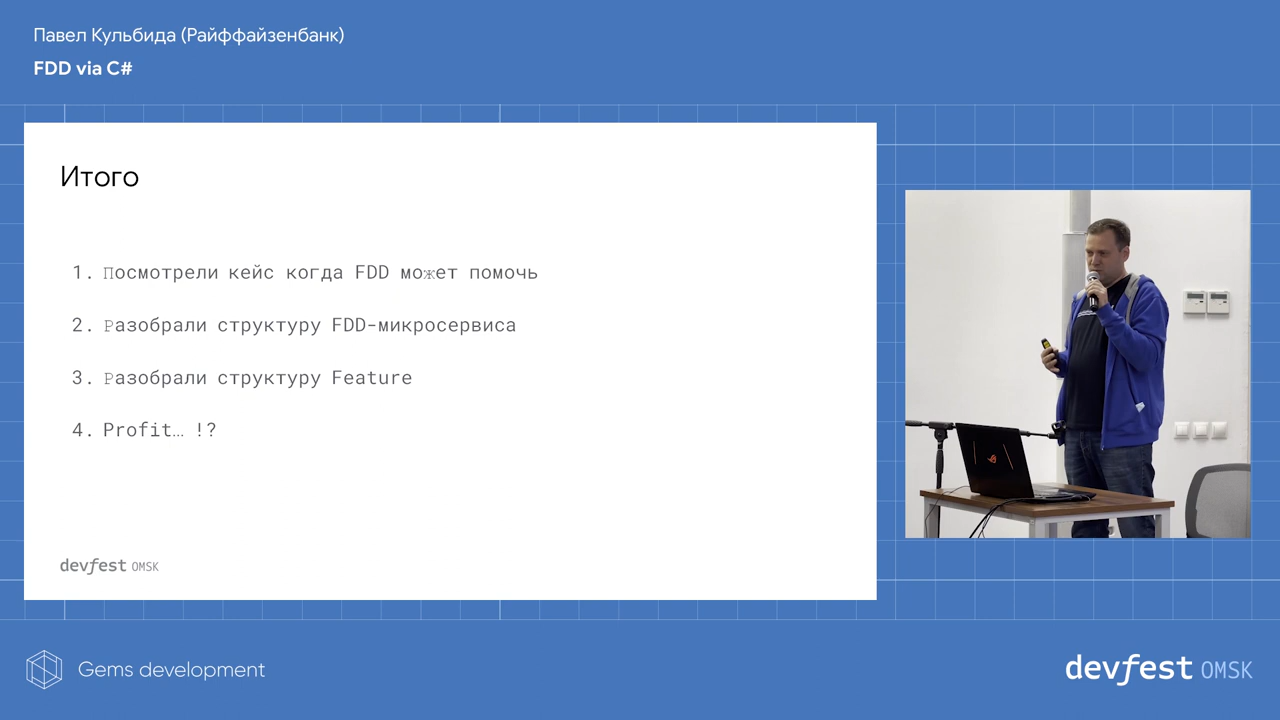 Павел Кульбида (Райффайзенбанк)
FDD via C#
Итого
1. Посмотрели кейс когда FDD может помочь
2. Разобрали структуру FDD-микросервиса
3. Разобрали структуру Feature
4. Profit… !?
devfest OMSK
Gems development
devfest OMSK